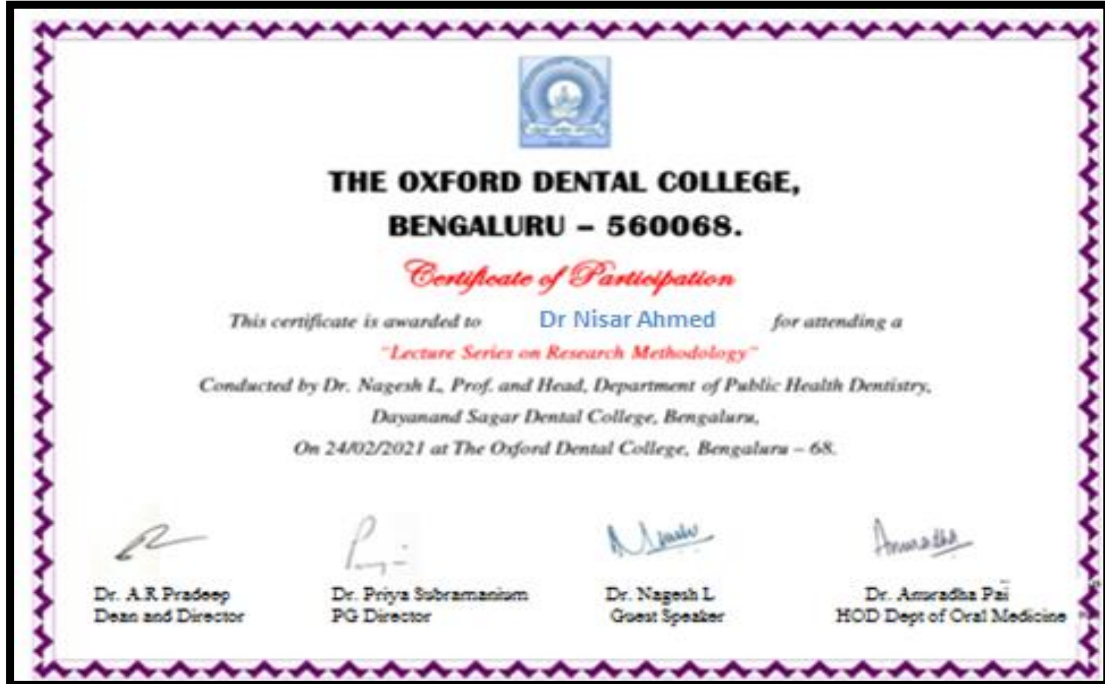 THE OXFORD DENTAL COLLEGE,
BENGALURU – 560068.
Certificate of Participation
This certificate is awarded to Dr Nisar Ahmed for attending a
"Lecture Series on Research Methodology"
Conducted by Dr. Nagesh L, Prof. and Head, Department of Public Health Dentistry,
Dayanand Sagar Dental College, Bengaluru,
On 24/02/2021 at The Oxford Dental College, Bengaluru – 68.
Anuradha
Dr. A.R Pradeep Dr. Priya Subramanium Dr. Nagesh L Dr. Anuradha Pai
Dean and Director PG Director Guest Speaker HOD Dept of Oral Medicine